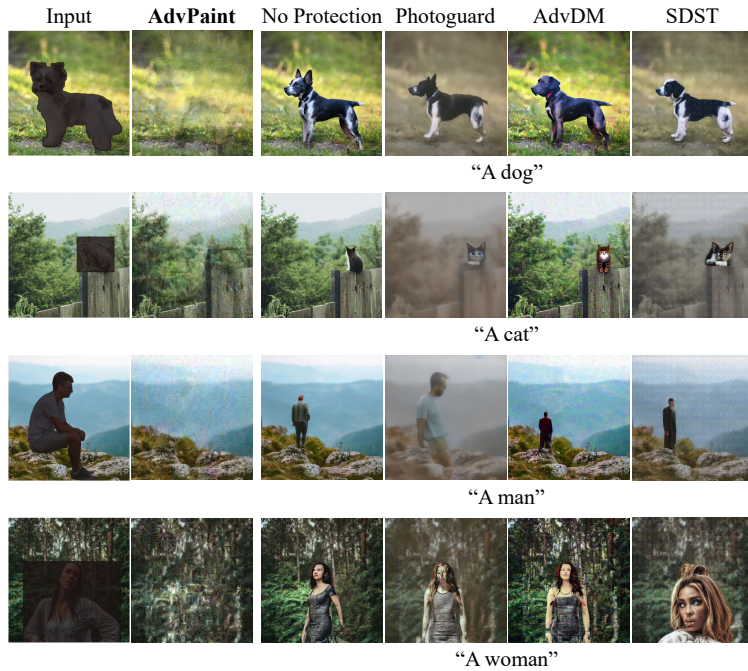 Input AdvPaint No Protection Photoguard AdvDM SDST
“A dog”
“A cat”
“A man”
“A woman”